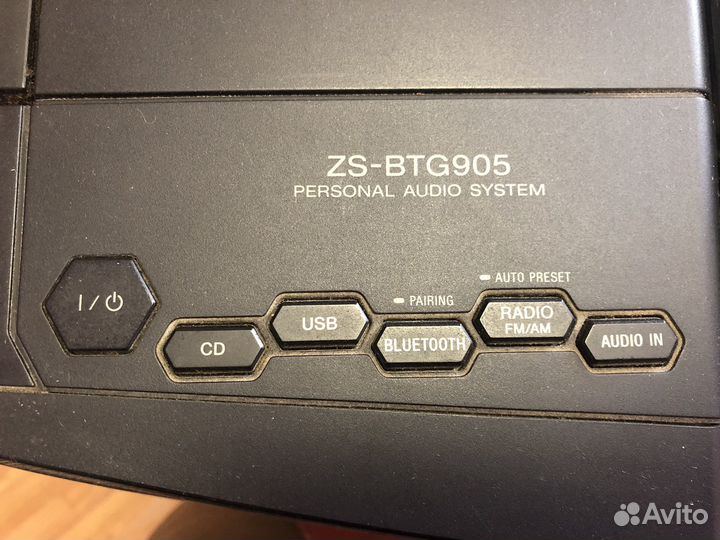 ZS-BTG905
PERSONAL AUDIO SYSTEM
AUTO PRESET
PAIRING
I/⏻
CD
USB
BLUETOOTH
RADIO
FM/AM
AUDIO IN
Avito